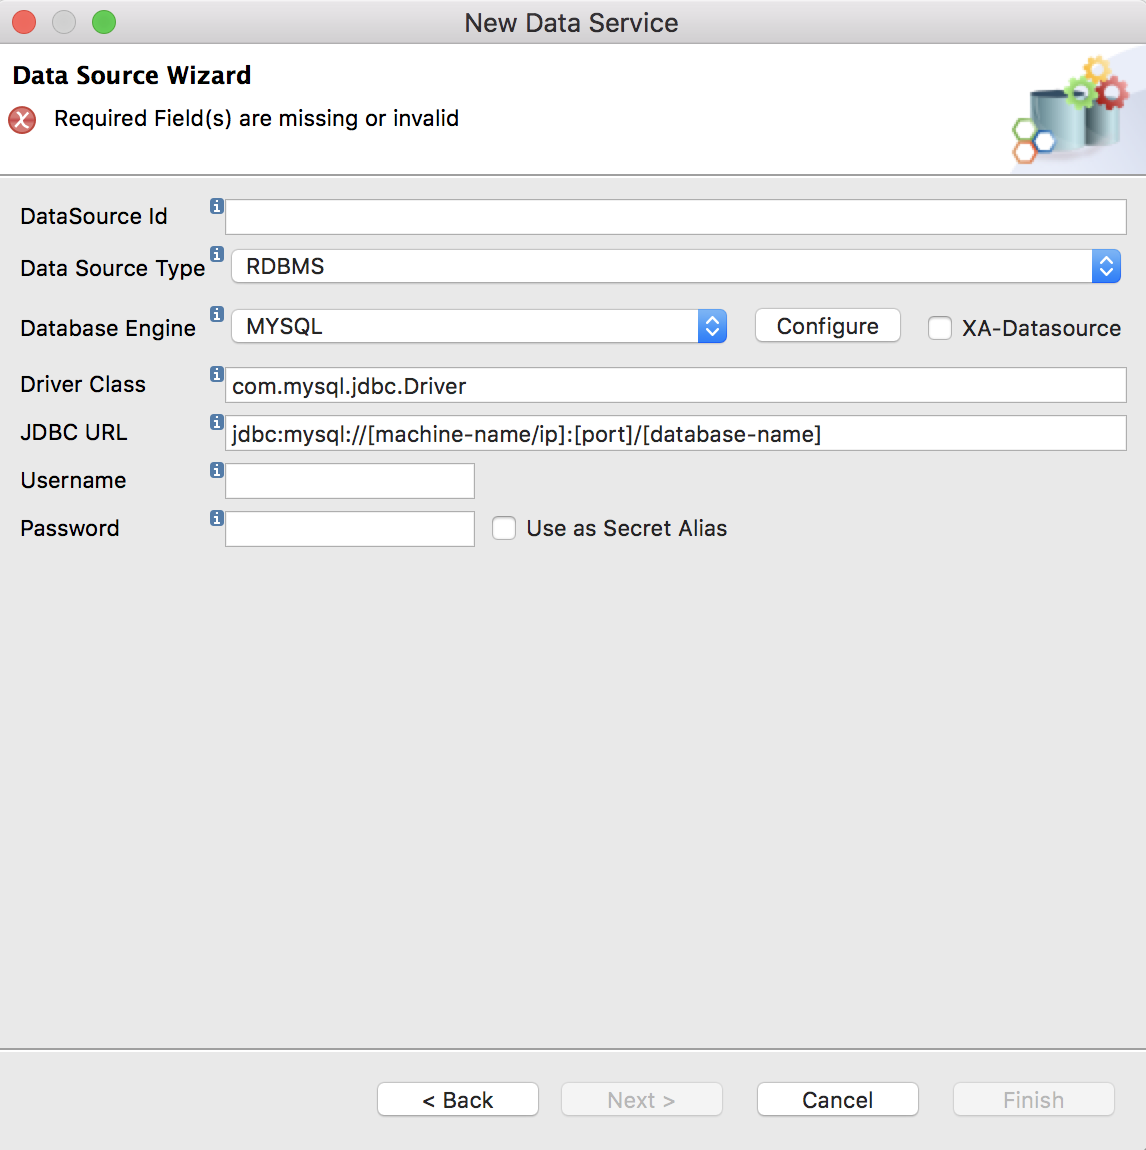 New Data Service
Data Source Wizard
Required Field(s) are missing or invalid
DataSource Id
Data Source Type RDBMS
Database Engine MYSQL Configure XA-Datasource
Driver Class com.mysql.jdbc.Driver
JDBC URL jdbc:mysql://[machine-name/ip]:[port]/[database-name]
Username
Password Use as Secret Alias
< Back Next > Cancel Finish